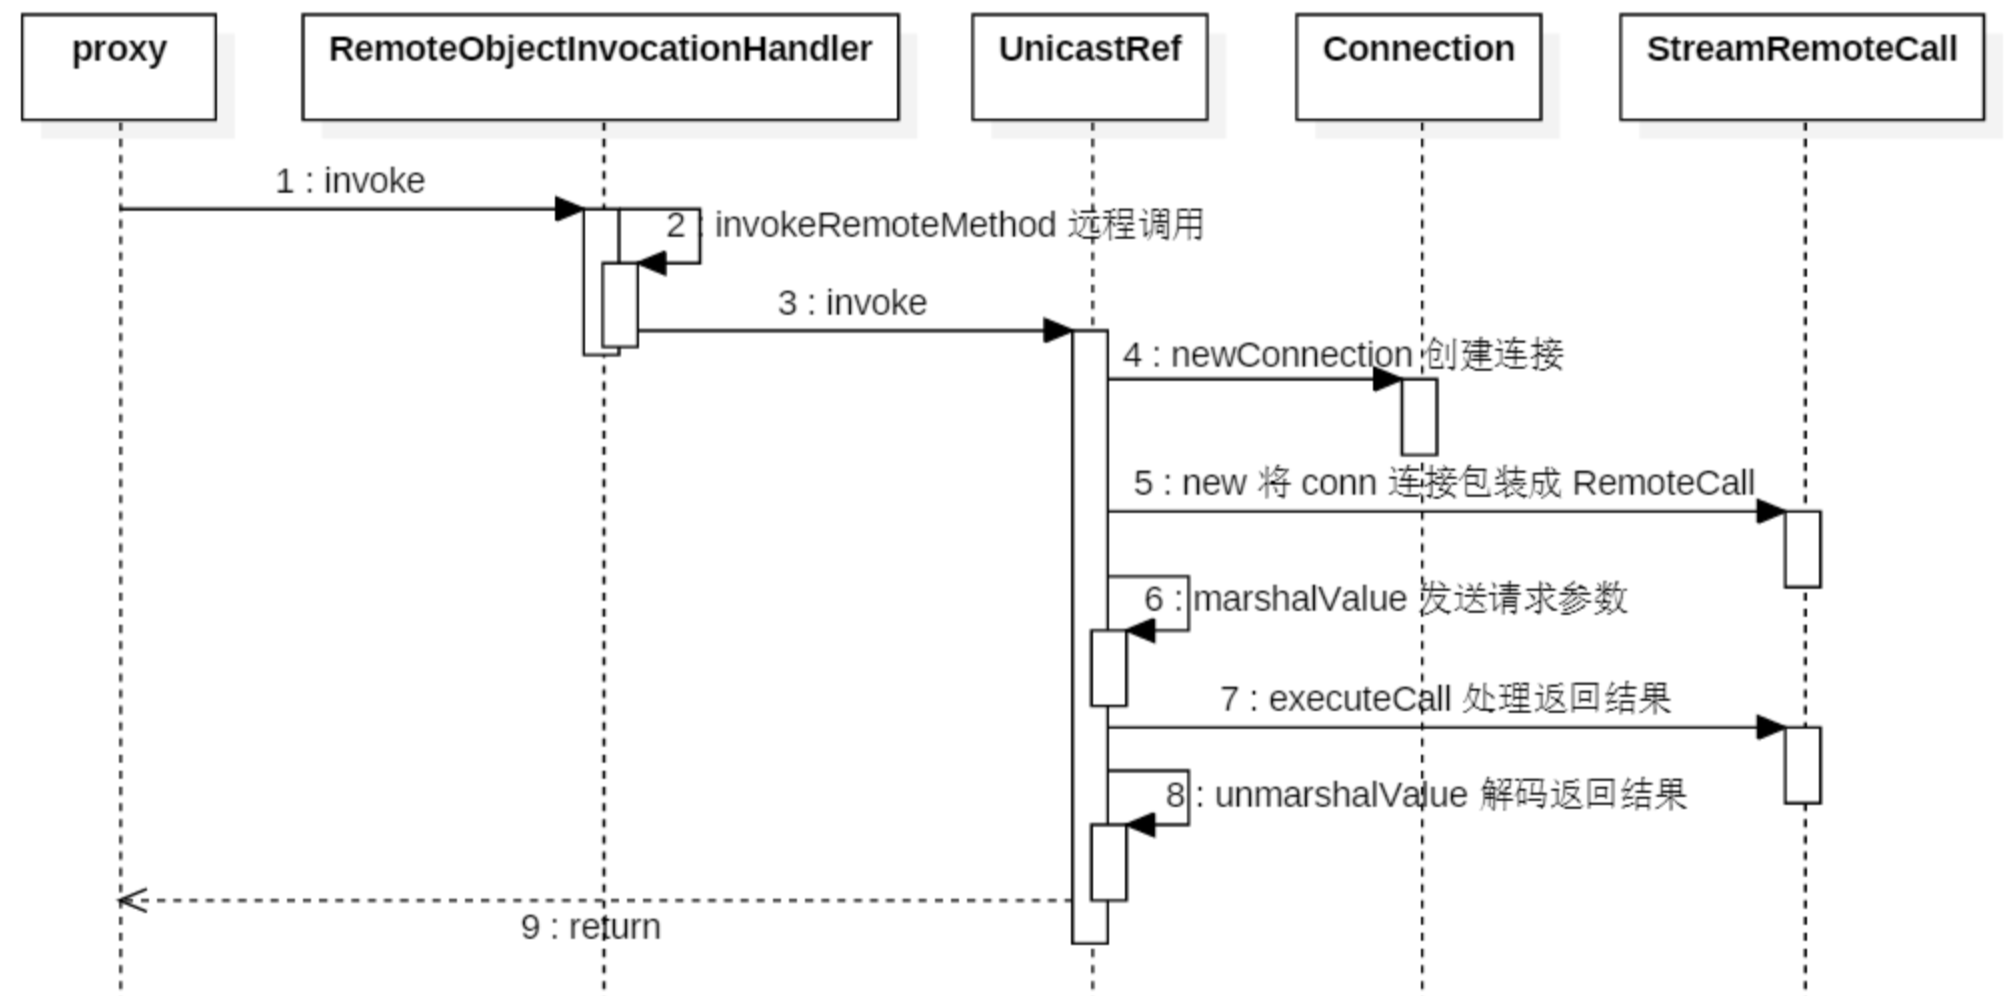 proxy
RemoteObjectInvocationHandler
UnicastRef
Connection
StreamRemoteCall
1 : invoke
2 : invokeRemoteMethod 远程调用
3 : invoke
4 : newConnection 创建连接
5 : new 将 conn 连接包装成 RemoteCall
6 : marshalValue 发送请求参数
7 : executeCall 处理返回结果
8 : unmarshalValue 解码返回结果
9 : return